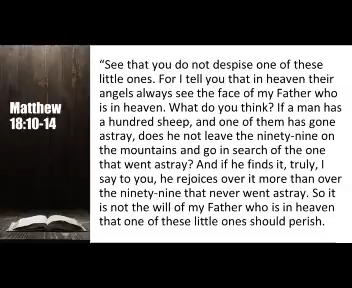 Matthew
18:10-14
“See that you do not despise one of these
little ones. For I tell you that in heaven their
angels always see the face of my Father who
is in heaven. What do you think? If a man has
a hundred sheep, and one of them has gone
astray, does he not leave the ninety-nine on
the mountains and go in search of the one
that went astray? And if he finds it, truly, I
say to you, he rejoices over it more than over
the ninety-nine that never went astray. So it
is not the will of my Father who is in heaven
that one of these little ones should perish.